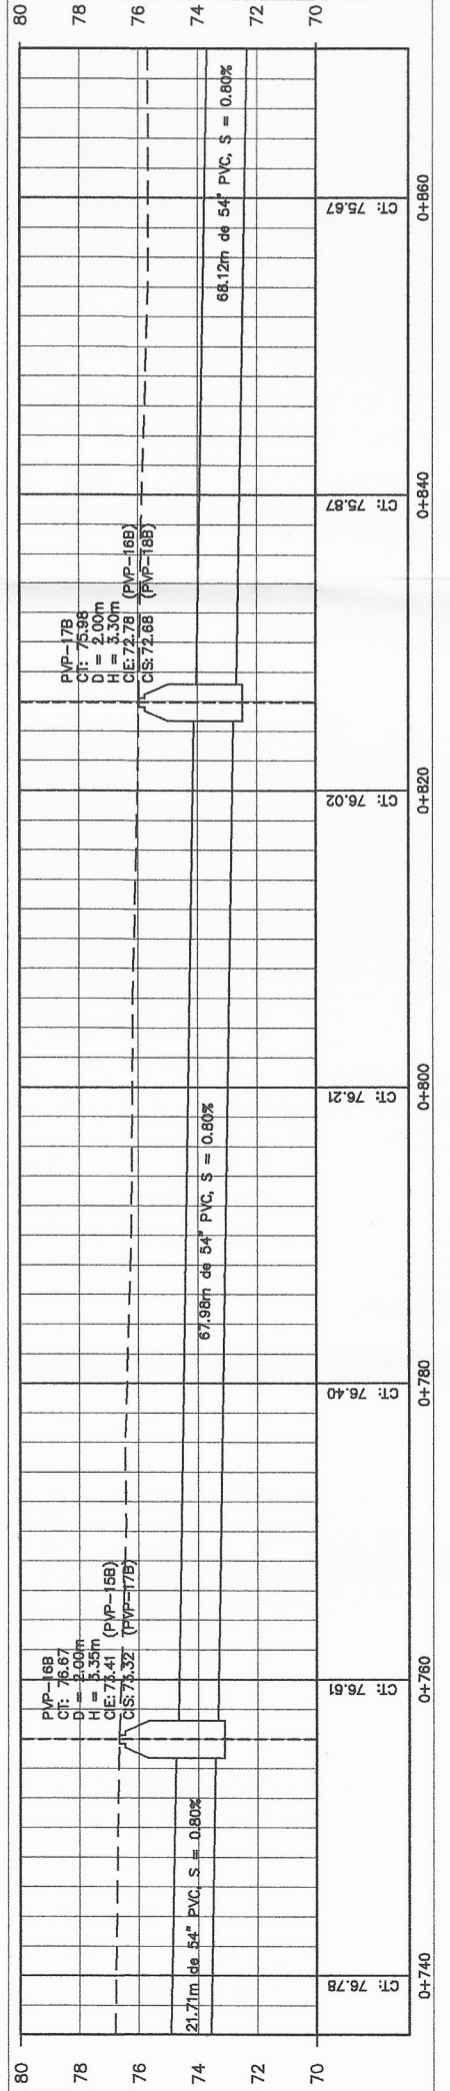 80
78
76
74
72
70
PVP-16B
CT: 76.67
D = 2.00m
H = 3.35m
CE: 73.41 (PVP-15B)
CS: 73.32 (PVP-17B)
21.71m de 54" PVC, S = 0.80%
67.98m de 54" PVC, S = 0.80%
PVP-17B
CT: 75.98
D = 2.00m
H = 3.30m
CE: 72.78 (PVP-16B)
CS: 72.68 (PVP-18B)
68.12m de 54" PVC, S = 0.80%
80
78
76
74
72
70
CT: 76.78
CT: 76.61
CT: 76.40
CT: 76.21
CT: 76.02
CT: 75.87
CT: 75.67
0+740
0+760
0+780
0+800
0+820
0+840
0+860